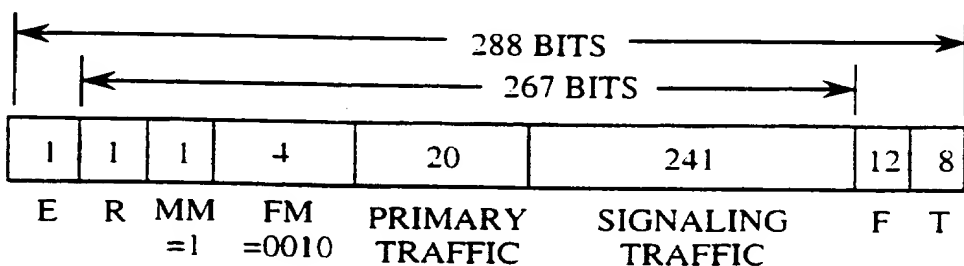 288 BITS
267 BITS
1 1 1 4 20 241 12 8
E R MM FM PRIMARY SIGNALING F T
=1 =0010 TRAFFIC TRAFFIC